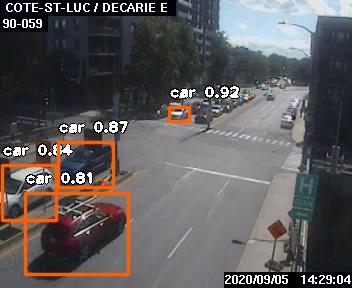 COTE-ST-LUC / DECARIE E
90-059
car 0.92
car 0.87
car 0.84
car 0.81
H
2020/09/05 14:29:04